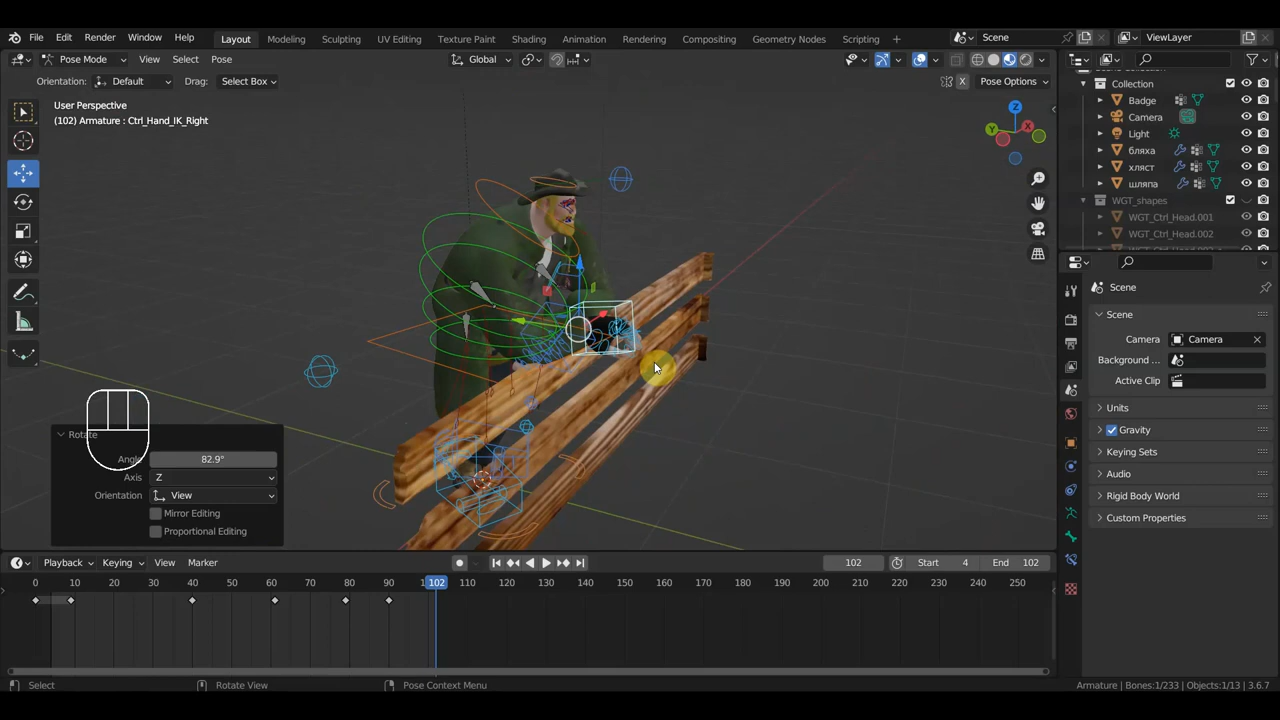 File Edit Render Window Help Layout Modeling Sculpting UV Editing Texture Paint Shading Animation Rendering Compositing Geometry Nodes Scripting + Scene ViewLayer
Pose Mode View Select Pose Global
Orientation: Default Drag: Select Box X Pose Options
User Perspective
(102) Armature : Ctrl_Hand_IK_Right
Z
X
Y
Rotate
Angle 82.9°
Axis Z
Orientation View
Mirror Editing
Proportional Editing
Collection
Badge
Camera
Light
бляха
хляст
шляпа
WGT_shapes
WGT_Ctrl_Head.001
WGT_Ctrl_Head.002
Scene
Scene
Camera Camera
Background ...
Active Clip
Units
Gravity
Keying Sets
Audio
Rigid Body World
Custom Properties
Playback Keying View Marker 102 Start 4 End 102
0 10 20 30 40 50 60 70 80 90 102 110 120 130 140 150 160 170 180 190 200 210 220 230 240 250
Select Rotate View Pose Context Menu Armature | Bones:1/233 | Objects:1/13 | 3.6.7